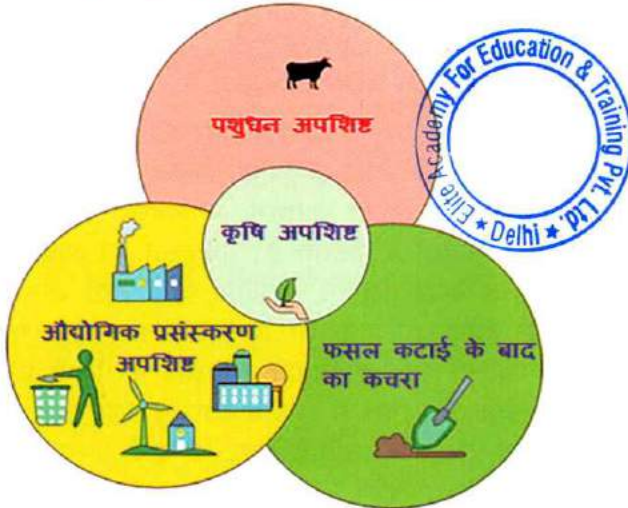 पशुधन अपशिष्ट
कृषि अपशिष्ट
औद्योगिक प्रसंस्करण
अपशिष्ट
फसल कटाई के बाद
का कचरा
Elite Academy For Education & Training Pvt. Ltd.
★ Delhi ★